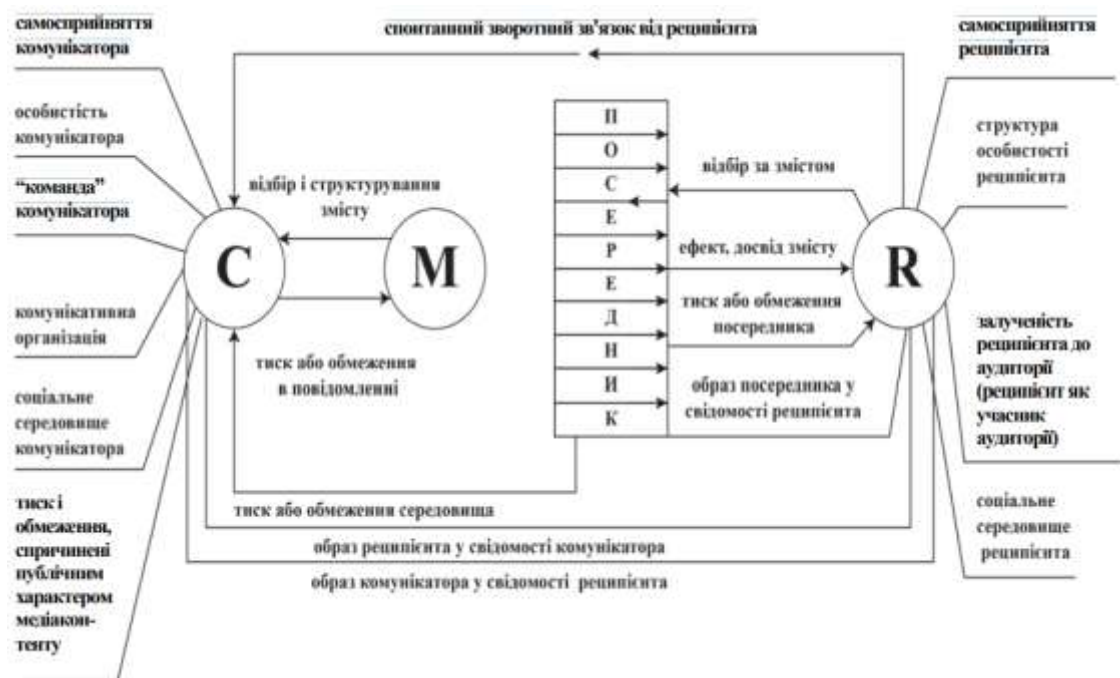 самосприйняття
комунікатора
особистість
комунікатора
“команда”
комунікатора
комунікативна
організація
соціальне
середовище
комунікатора
тиск і
обмеження,
спричинені
публічним
характером
медіакон-
тенту
спонтанний зворотний зв'язок від реципієнта
відбір і структурування
змісту
C
M
тиск або обмеження
в повідомленні
П
О
С
Е
Р
Е
Д
Н
И
К
відбір за змістом
ефект, досвід змісту
тиск або обмеження
посередника
образ посередника у
свідомості реципієнта
R
тиск або обмеження середовища
образ реципієнта у свідомості комунікатора
образ комунікатора у свідомості реципієнта
самосприйняття
реципієнта
структура
особистості
реципієнта
залученість
реципієнта до
аудиторії
(реципієнт як
учасник
аудиторії)
соціальне
середовище
реципієнта